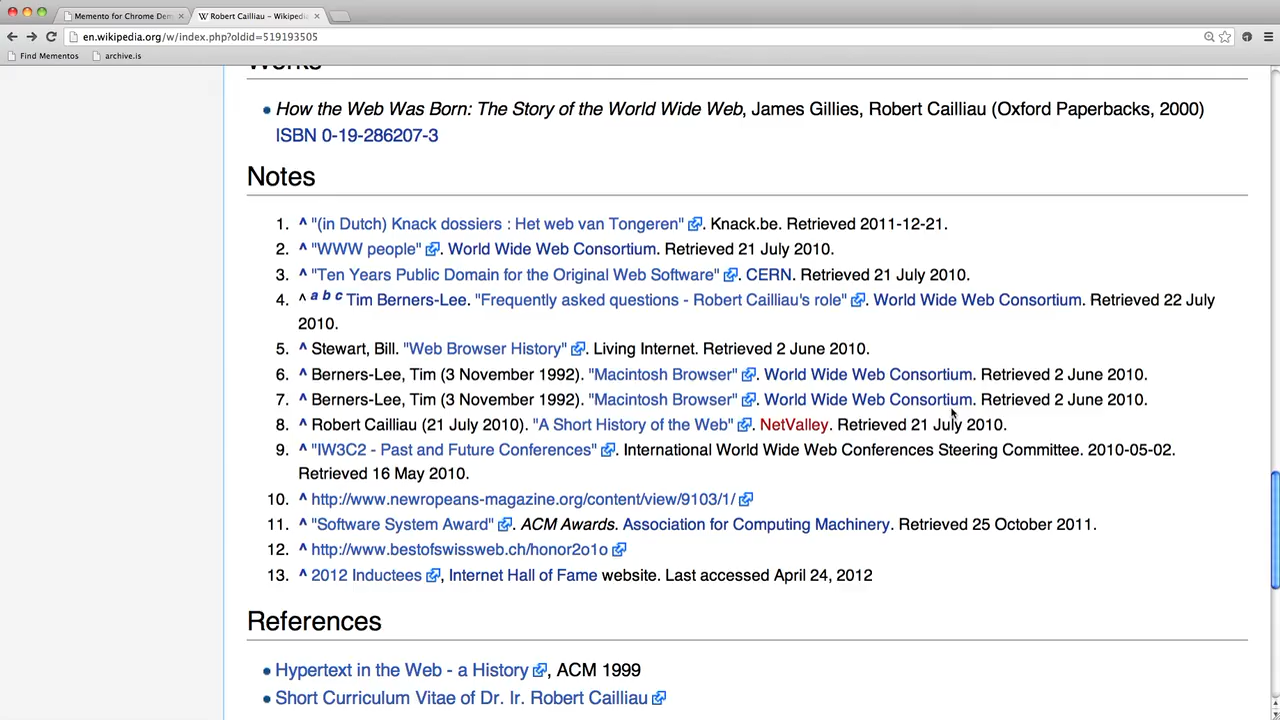 Memento for Chrome Dem
Robert Cailliau – Wikipedia
en.wikipedia.org/w/index.php?oldid=519193505
Find Mementos
archive.is
Works
• How the Web Was Born: The Story of the World Wide Web, James Gillies, Robert Cailliau (Oxford Paperbacks, 2000)
ISBN 0-19-286207-3
Notes
1. ^ "(in Dutch) Knack dossiers : Het web van Tongeren" . Knack.be. Retrieved 2011-12-21.
2. ^ "WWW people" . World Wide Web Consortium. Retrieved 21 July 2010.
3. ^ "Ten Years Public Domain for the Original Web Software" . CERN. Retrieved 21 July 2010.
4. ^ a b c Tim Berners-Lee. "Frequently asked questions - Robert Cailliau's role" . World Wide Web Consortium. Retrieved 22 July
2010.
5. ^ Stewart, Bill. "Web Browser History" . Living Internet. Retrieved 2 June 2010.
6. ^ Berners-Lee, Tim (3 November 1992). "Macintosh Browser" . World Wide Web Consortium. Retrieved 2 June 2010.
7. ^ Berners-Lee, Tim (3 November 1992). "Macintosh Browser" . World Wide Web Consortium. Retrieved 2 June 2010.
8. ^ Robert Cailliau (21 July 2010). "A Short History of the Web" . NetValley. Retrieved 21 July 2010.
9. ^ "IW3C2 - Past and Future Conferences" . International World Wide Web Conferences Steering Committee. 2010-05-02.
Retrieved 16 May 2010.
10. ^ http://www.newropeans-magazine.org/content/view/9103/1/
11. ^ "Software System Award" . ACM Awards. Association for Computing Machinery. Retrieved 25 October 2011.
12. ^ http://www.bestofswissweb.ch/honor2o1o
13. ^ 2012 Inductees , Internet Hall of Fame website. Last accessed April 24, 2012
References
• Hypertext in the Web - a History , ACM 1999
• Short Curriculum Vitae of Dr. Ir. Robert Cailliau